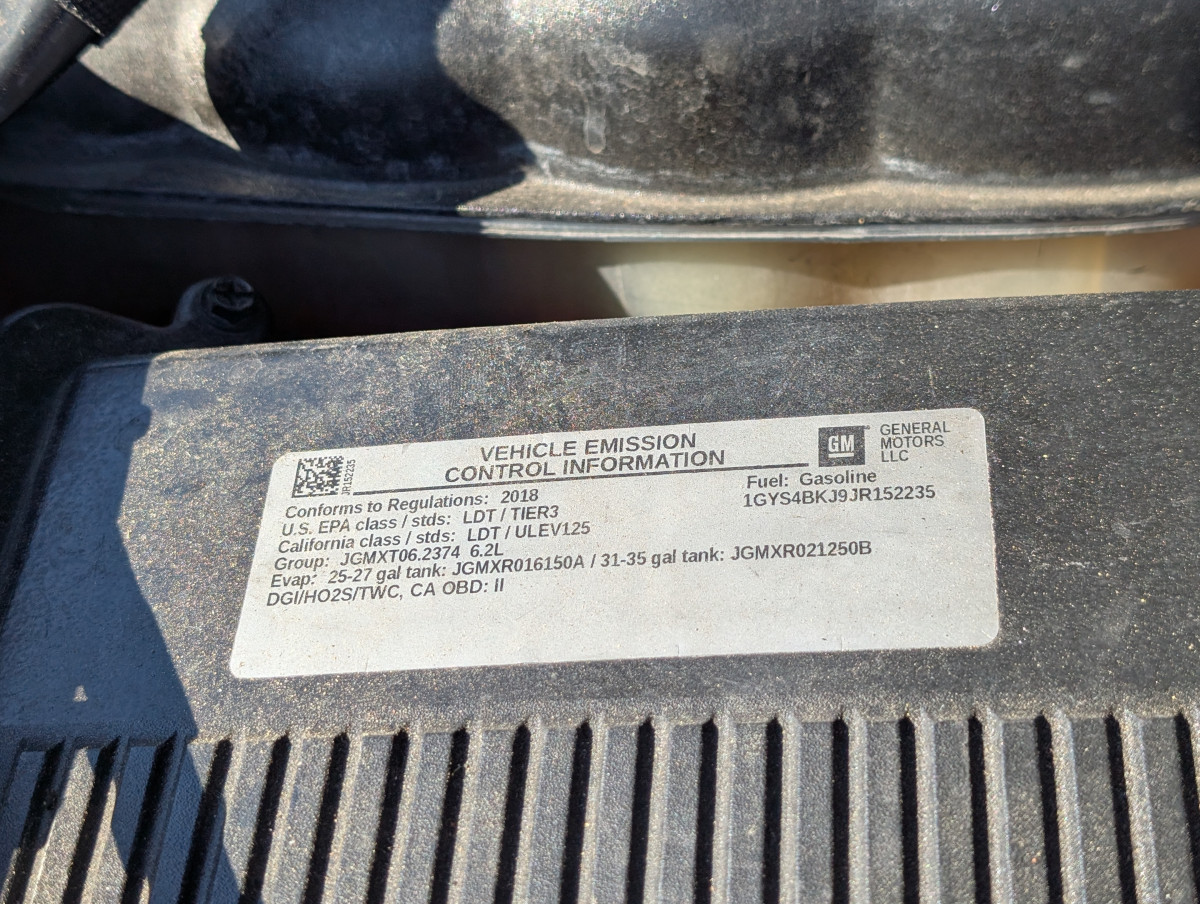 JR152235
VEHICLE EMISSION
CONTROL INFORMATION
GM
GENERAL
MOTORS
LLC
Conforms to Regulations: 2018
Fuel: Gasoline
U.S. EPA class / stds: LDT / TIER3
1GYS4BKJ9JR152235
California class / stds: LDT / ULEV125
Group: JGMXT06.2374 6.2L
Evap: 25-27 gal tank: JGMXR016150A / 31-35 gal tank: JGMXR021250B
DGI/HO2S/TWC, CA OBD: II